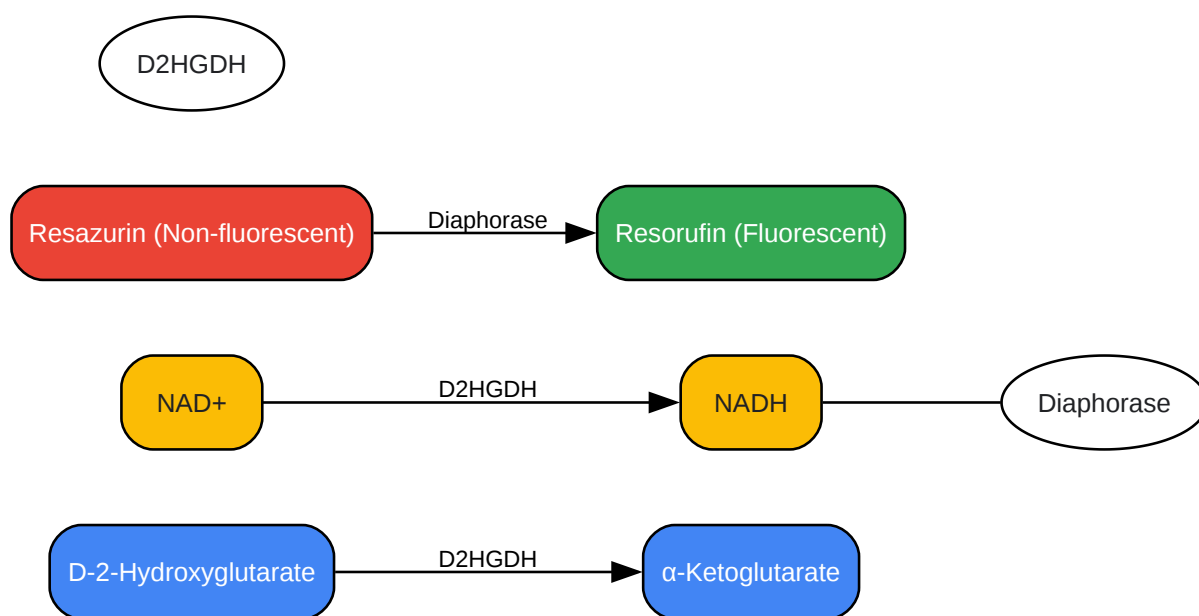 D2HGDH
Resazurin (Non-fluorescent)
Diaphorase
Resorufin (Fluorescent)
NAD+
D2HGDH
NADH
Diaphorase
D-2-Hydroxyglutarate
D2HGDH
α-Ketoglutarate